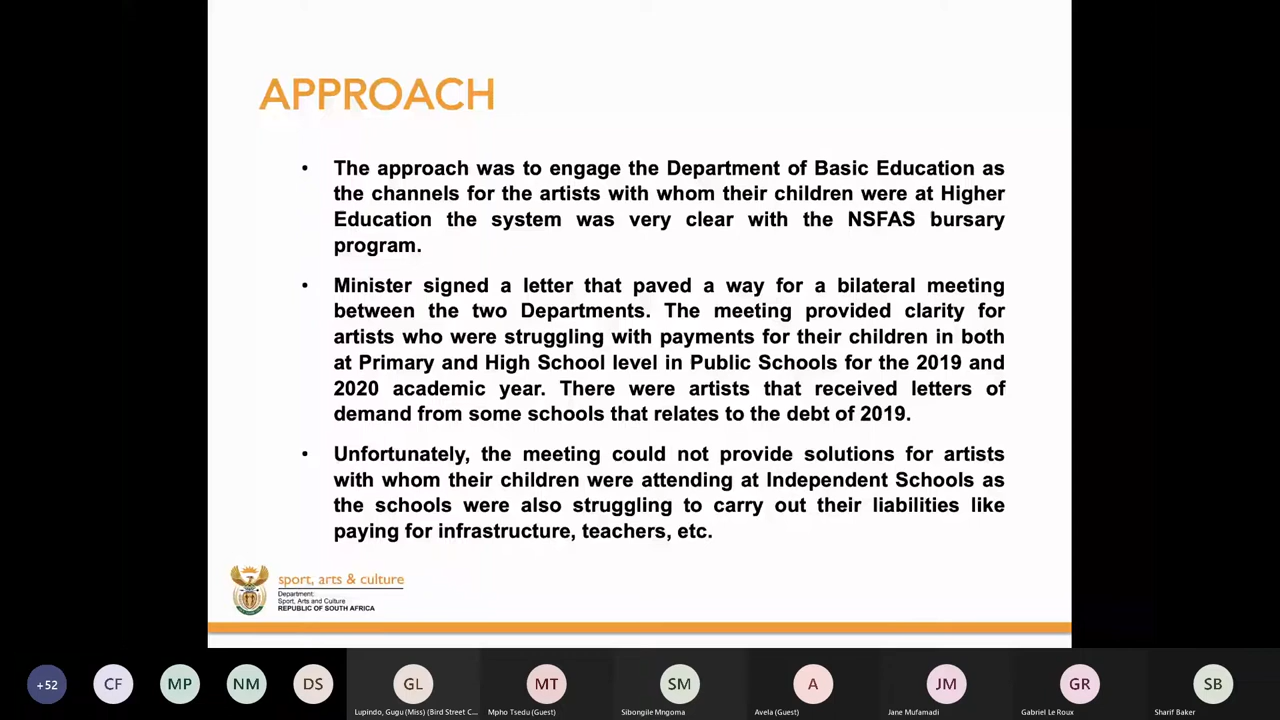 APPROACH
• The approach was to engage the Department of Basic Education as
the channels for the artists with whom their children were at Higher
Education the system was very clear with the NSFAS bursary
program.
• Minister signed a letter that paved a way for a bilateral meeting
between the two Departments. The meeting provided clarity for
artists who were struggling with payments for their children in both
at Primary and High School level in Public Schools for the 2019 and
2020 academic year. There were artists that received letters of
demand from some schools that relates to the debt of 2019.
• Unfortunately, the meeting could not provide solutions for artists
with whom their children were attending at Independent Schools as
the schools were also struggling to carry out their liabilities like
paying for infrastructure, teachers, etc.
sport, arts & culture
Department:
Sport, Arts and Culture
REPUBLIC OF SOUTH AFRICA
+52 CF MP NM DS GL MT SM A JM GR SB
Lupindo, Gugu (Miss) (Bird Street C... Mpho Tsedu (Guest) Sibongile Mngoma Avela (Guest) Jane Mufamadi Gabriel Le Roux Sharif Baker